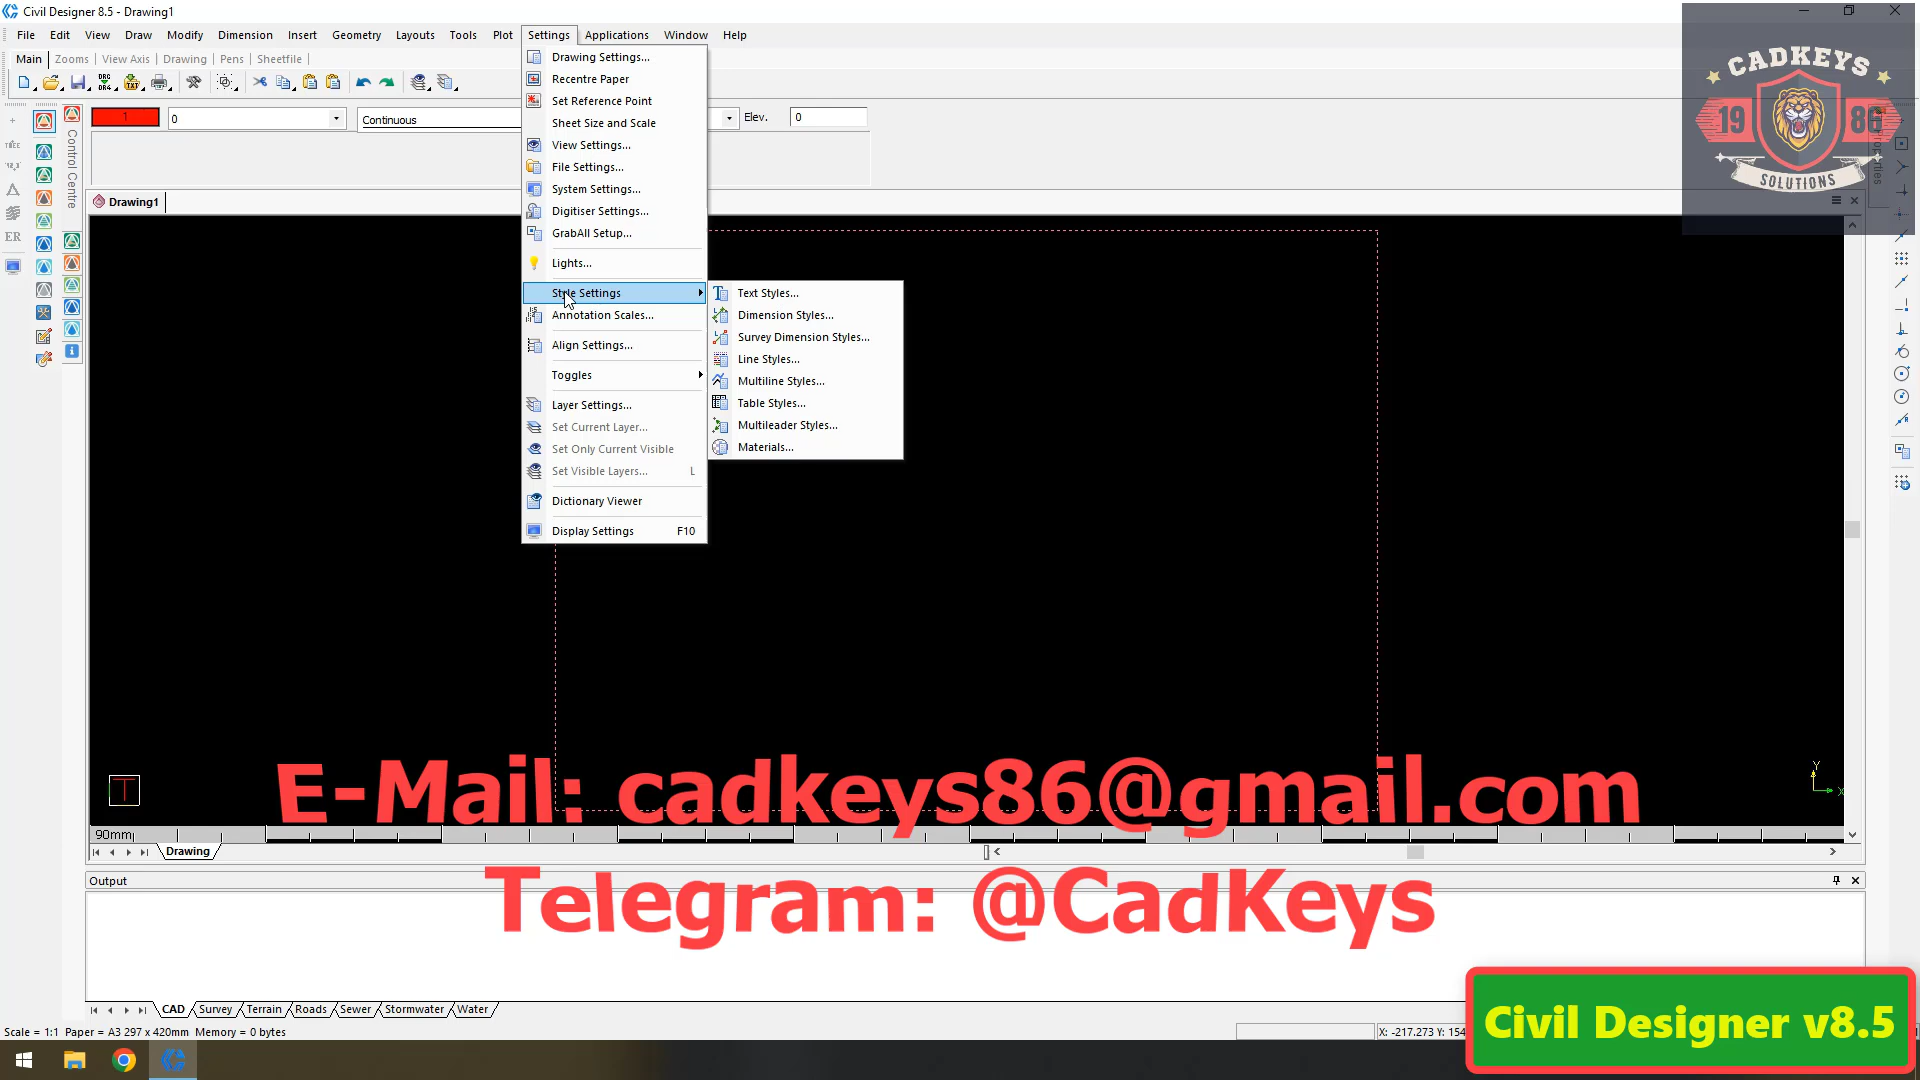 Civil Designer 8.5 - Drawing1
File Edit View Draw Modify Dimension Insert Geometry Layouts Tools Plot Settings Applications Window Help
Main Zooms View Axis Drawing Pens Sheetfile
1 0 Continuous Elev. 0
Control Centre
ER
Drawing1
Drawing Settings...
Recentre Paper
Set Reference Point
Sheet Size and Scale
View Settings...
File Settings...
System Settings...
Digitiser Settings...
GrabAll Setup...
Lights...
Style Settings
Annotation Scales...
Align Settings...
Toggles
Layer Settings...
Set Current Layer...
Set Only Current Visible
Set Visible Layers... L
Dictionary Viewer
Display Settings F10
Text Styles...
Dimension Styles...
Survey Dimension Styles...
Line Styles...
Multiline Styles...
Table Styles...
Multileader Styles...
Materials...
CADKEYS
19 86
SOLUTIONS
T
Y
X
E-Mail: cadkeys86@gmail.com
90mm
Drawing
Telegram: @CadKeys
Output
CAD Survey Terrain Roads Sewer Stormwater Water
Scale = 1:1 Paper = A3 297 x 420mm Memory = 0 bytes
X: -217.273 Y: 154
Civil Designer v8.5